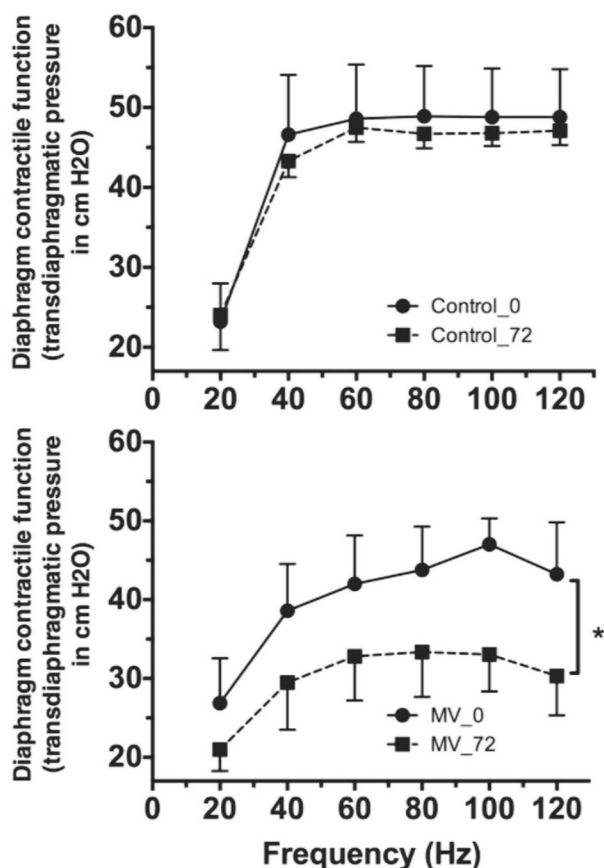 Diaphragm contractile function
(transdiaphragmatic pressure
in cm H2O)
60
50
40
30
20
Control_0
Control_72
0 20 40 60 80 100 120
Diaphragm contractile function
(transdiaphragmatic pressure
in cm H2O)
60
50
40
30
20
*
MV_0
MV_72
0 20 40 60 80 100 120
Frequency (Hz)